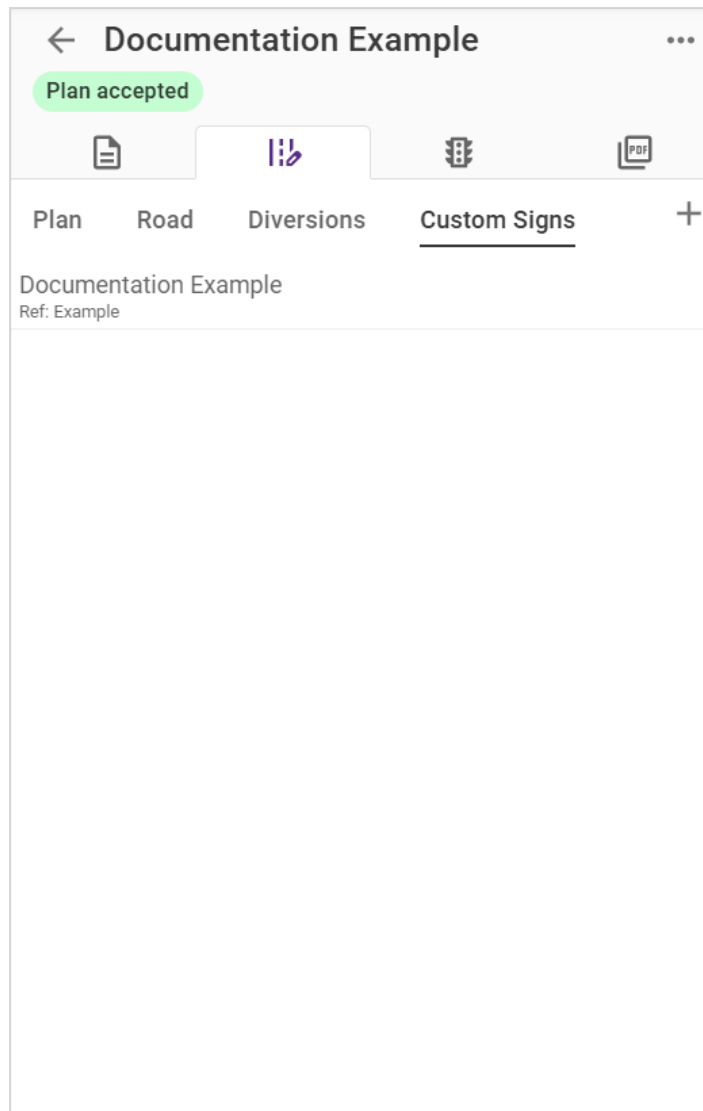 Documentation Example
Plan accepted
PDF
Plan Road Diversions Custom Signs
Documentation Example
Ref: Example